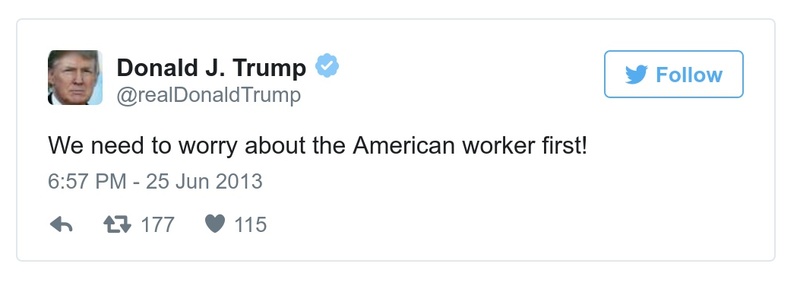 Donald J. Trump
@realDonaldTrump
Follow
We need to worry about the American worker first!
6:57 PM - 25 Jun 2013
177 115